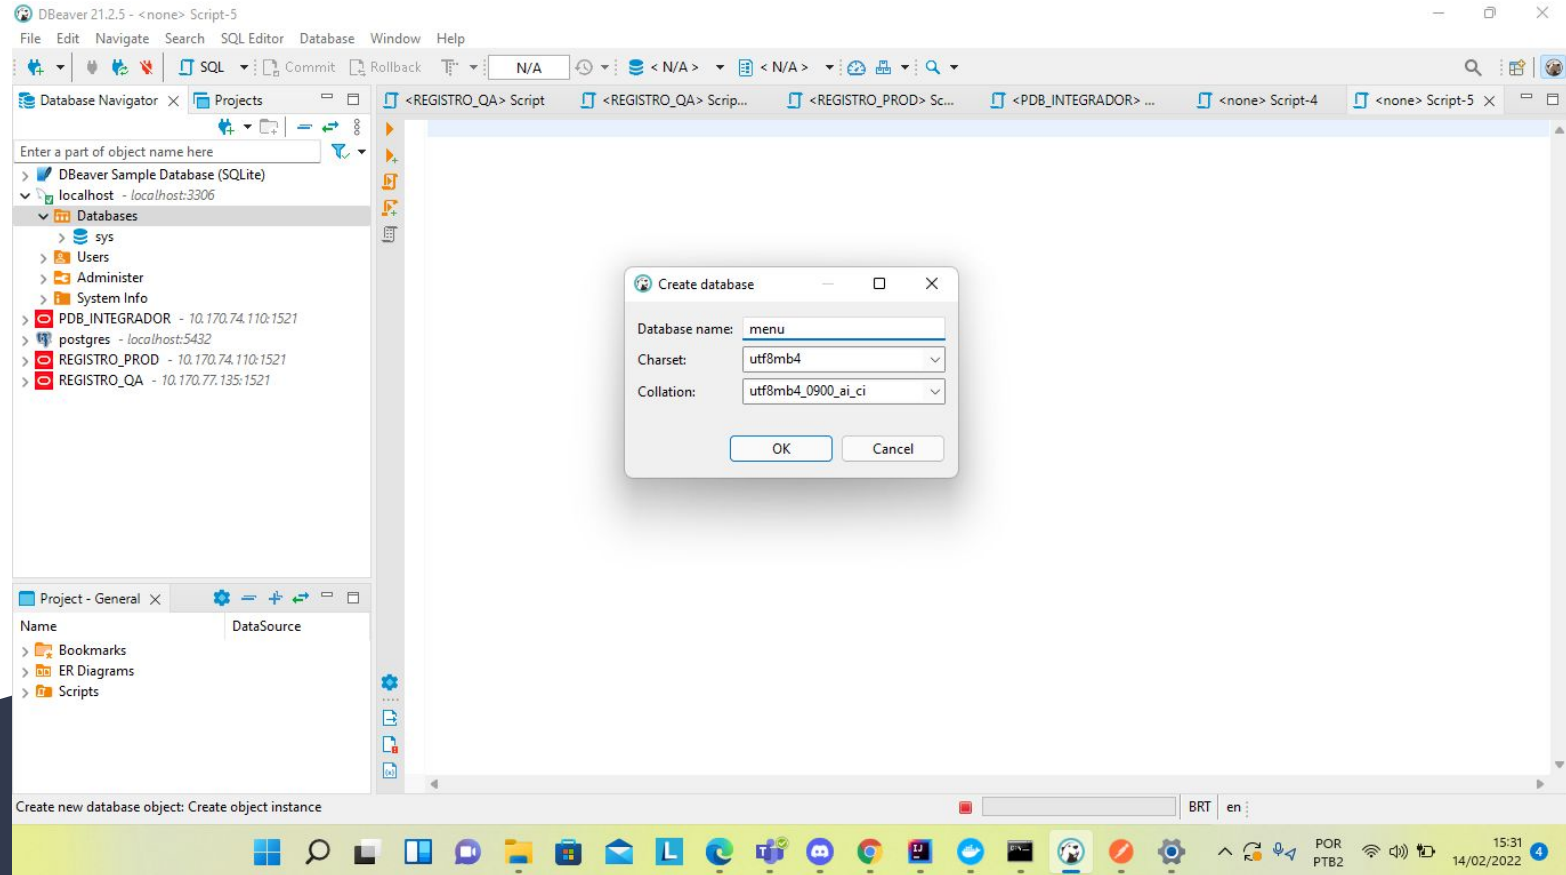 DBeaver 21.2.5 - <none> Script-5
File Edit Navigate Search SQL Editor Database Window Help
SQL Commit Rollback N/A < N/A > < N/A >
Database Navigator Projects <REGISTRO_QA> Script <REGISTRO_QA> Scrip... <REGISTRO_PROD> Sc... <PDB_INTEGRADOR> ... <none> Script-4 <none> Script-5
Enter a part of object name here
DBeaver Sample Database (SQLite)
localhost - localhost:3306
Databases
sys
Users
Administer
System Info
PDB_INTEGRADOR - 10.170.74.110:1521
postgres - localhost:5432
REGISTRO_PROD - 10.170.74.110:1521
REGISTRO_QA - 10.170.77.135:1521
Create database
Database name: menu
Charset: utf8mb4
Collation: utf8mb4_0900_ai_ci
OK Cancel
Project - General
Name DataSource
Bookmarks
ER Diagrams
Scripts
Create new database object: Create object instance BRT en
POR 15:31
PTB2 14/02/2022 4